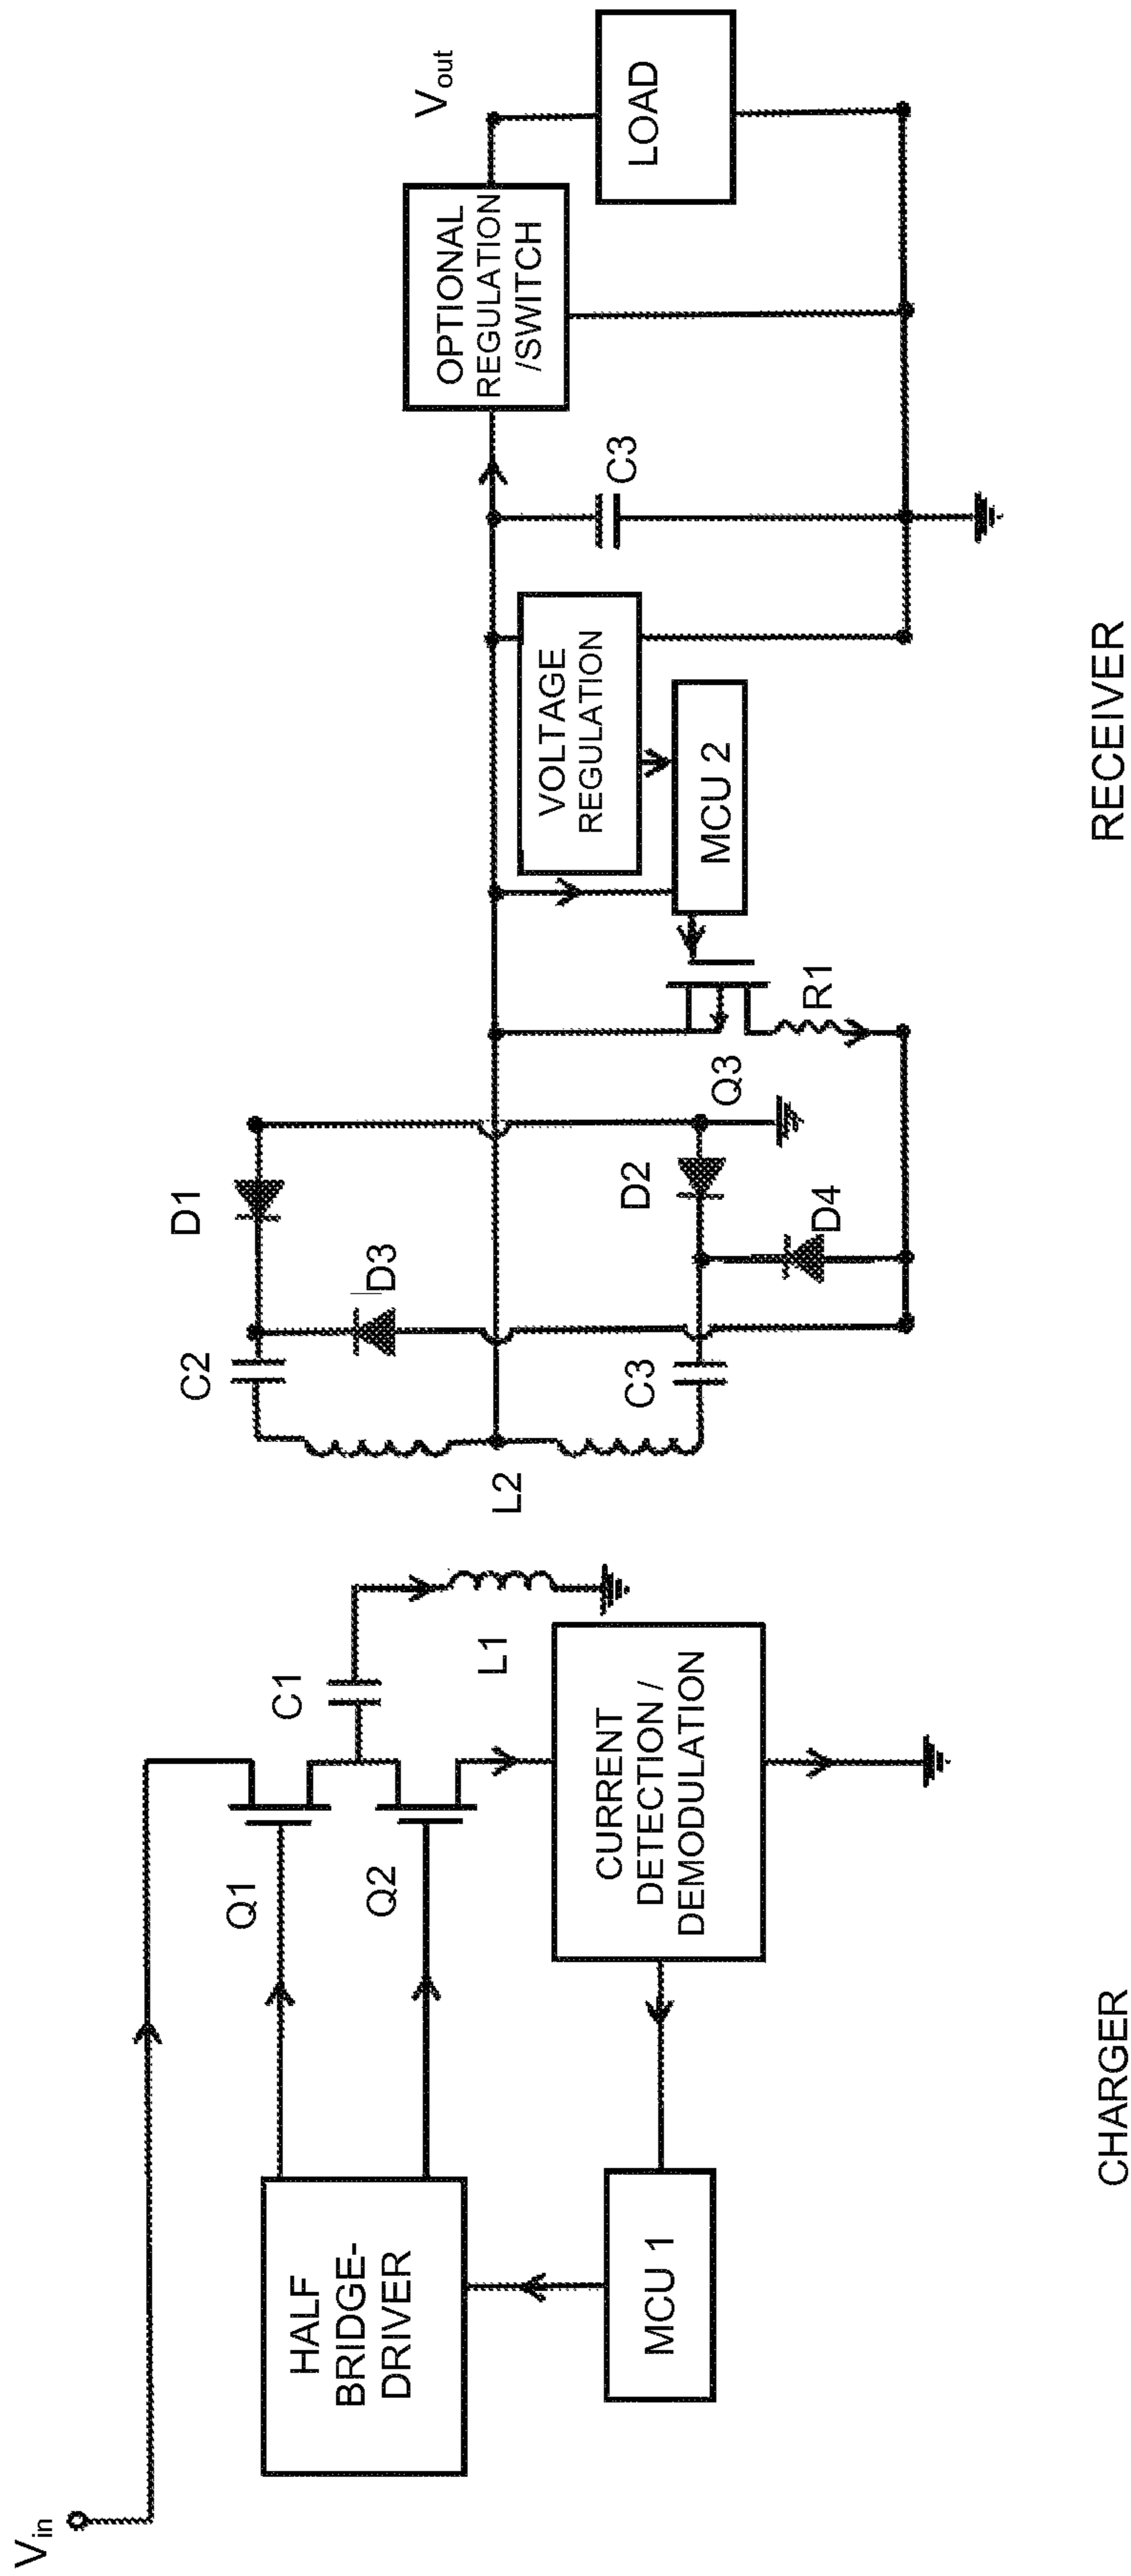 V_in
HALF
BRIDGE-
DRIVER
MCU 1
Q1
Q2
C1
L1
CURRENT
DETECTION /
DEMODULATION
CHARGER
L2
C2
C3
D1
D3
D2
D4
Q3
R1
MCU 2
VOLTAGE
REGULATION
C3
OPTIONAL
REGULATION
/SWITCH
V_out
LOAD
RECEIVER